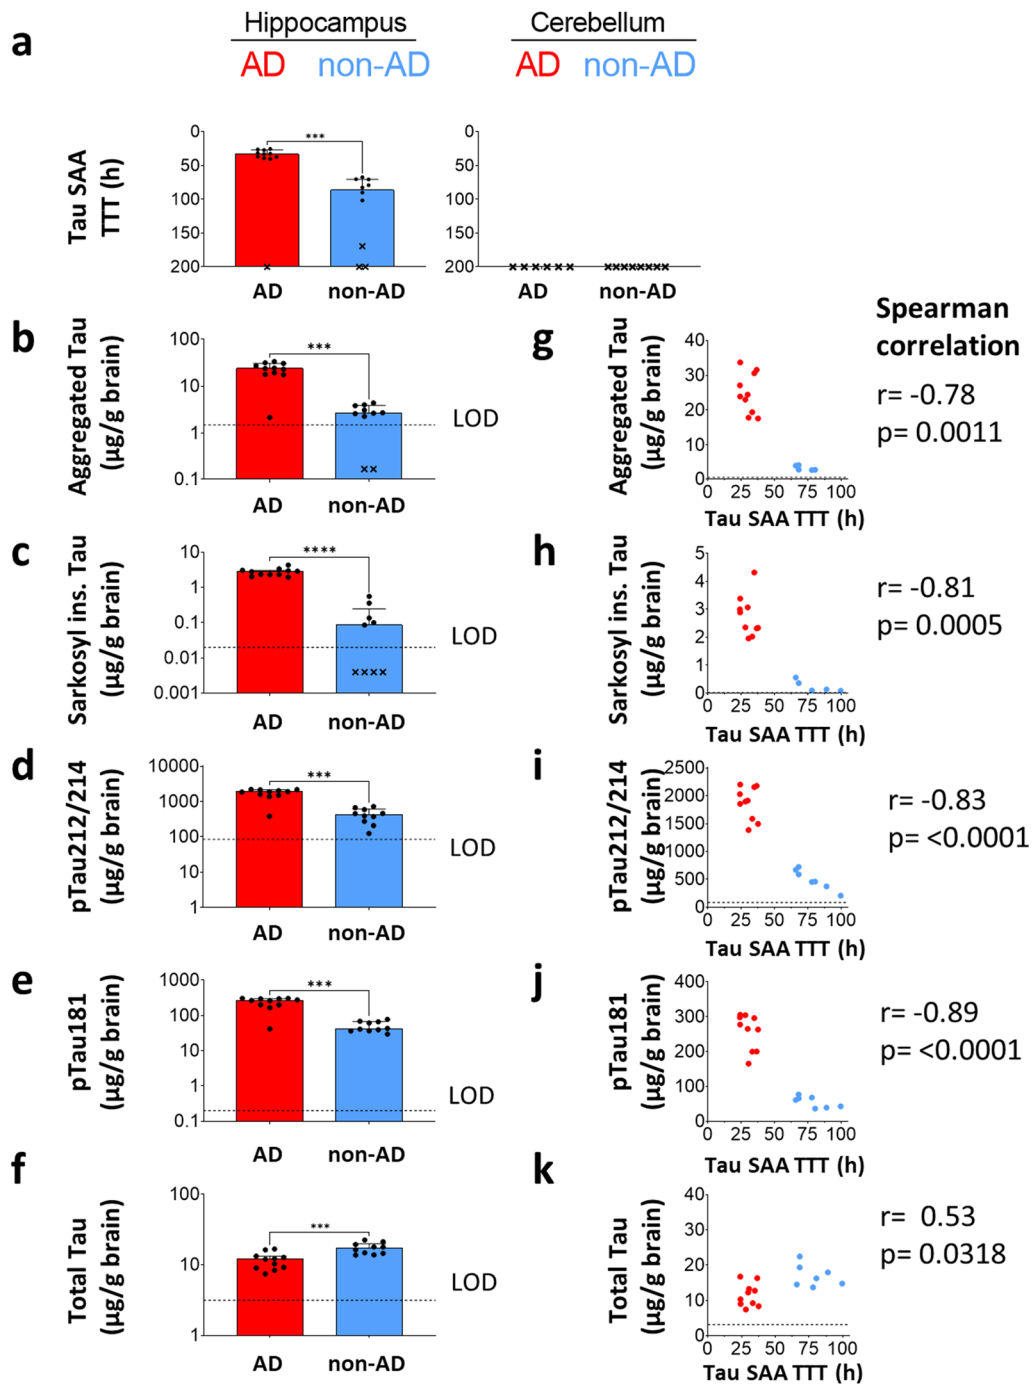 a
Hippocampus
Cerebellum
AD non-AD
AD non-AD
Tau SAA
TTT (h)
0
50
100
150
200
***
AD
non-AD
0
50
100
150
200
AD
non-AD
Spearman
correlation
b
Aggregated Tau
(µg/g brain)
100
10
1
0.1
***
LOD
AD
non-AD
g
Aggregated Tau
(µg/g brain)
40
30
20
10
0
0 25 50 75 100
Tau SAA TTT (h)
r= -0.78
p= 0.0011
c
Sarkosyl ins. Tau
(µg/g brain)
10
1
0.1
0.01
0.001
****
LOD
AD
non-AD
h
Sarkosyl ins. Tau
(µg/g brain)
5
4
3
2
1
0
0 25 50 75 100
Tau SAA TTT (h)
r= -0.81
p= 0.0005
d
pTau212/214
(µg/g brain)
10000
1000
100
10
1
***
LOD
AD
non-AD
i
pTau212/214
(µg/g brain)
2500
2000
1500
1000
500
0
0 25 50 75 100
Tau SAA TTT (h)
r= -0.83
p= <0.0001
e
pTau181
(µg/g brain)
1000
100
10
1
0.1
***
LOD
AD
non-AD
j
pTau181
(µg/g brain)
400
300
200
100
0
0 25 50 75 100
Tau SAA TTT (h)
r= -0.89
p= <0.0001
f
Total Tau
(µg/g brain)
100
10
1
***
LOD
AD
non-AD
k
Total Tau
(µg/g brain)
40
30
20
10
0
0 25 50 75 100
Tau SAA TTT (h)
r= 0.53
p= 0.0318